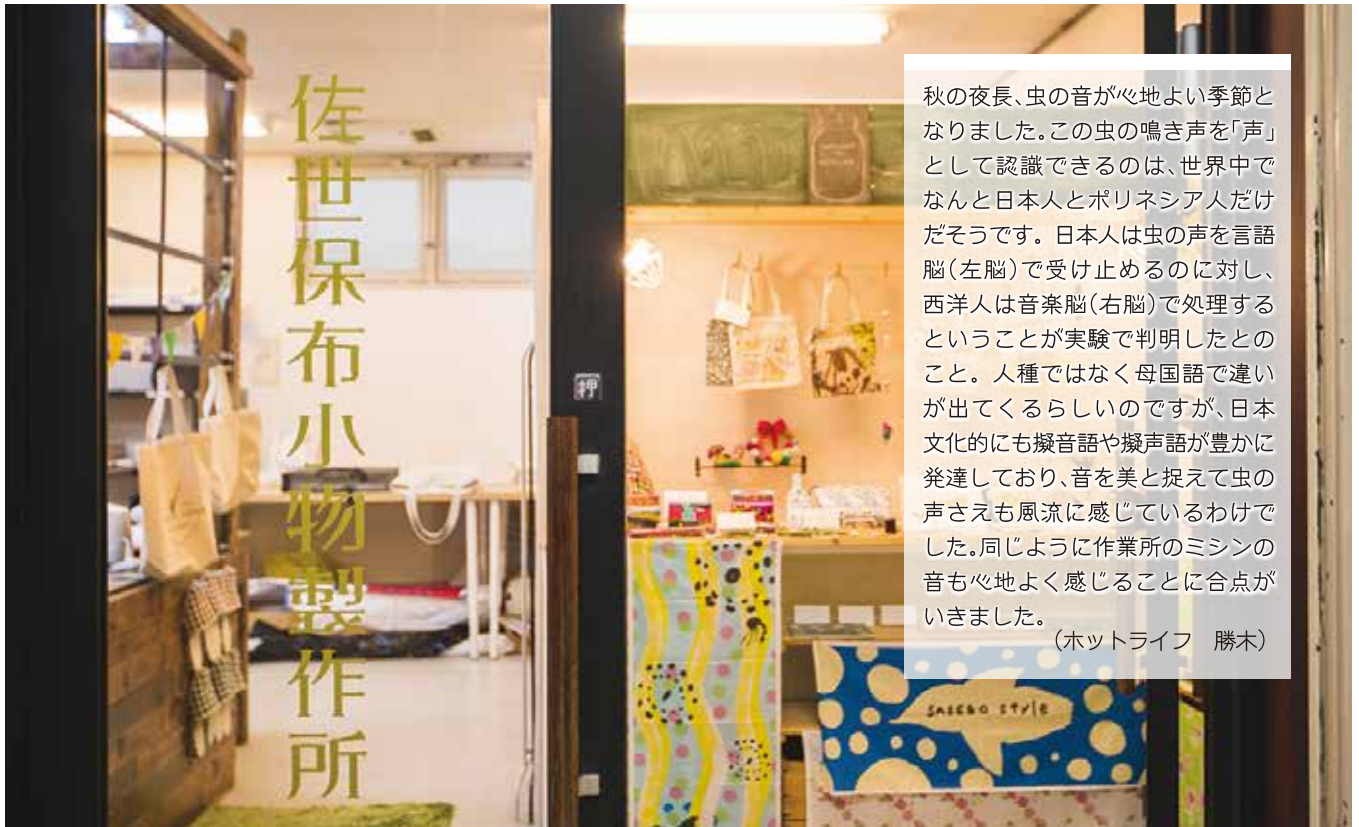 佐世保布小物製作所
押
秋の夜長、虫の音が心地よい季節と
なりました。この虫の鳴き声を「声」
として認識できるのは、世界中で
なんと日本人とポリネシア人だけ
だそうです。日本人は虫の声を言語
脳(左脳)で受け止めるのに対し、
西洋人は音楽脳(右脳)で処理する
ということが実験で判明したとの
こと。人種ではなく母国語で違い
が出てくるらしいのですが、日本
文化的にも擬音語や擬声語が豊かに
発達しており、音を美と捉えて虫の
声さえも風流に感じているわけで
した。同じように作業所のミシンの
音も心地よく感じることに合点が
いきました。
(ホットライフ　勝木)
sasebo style